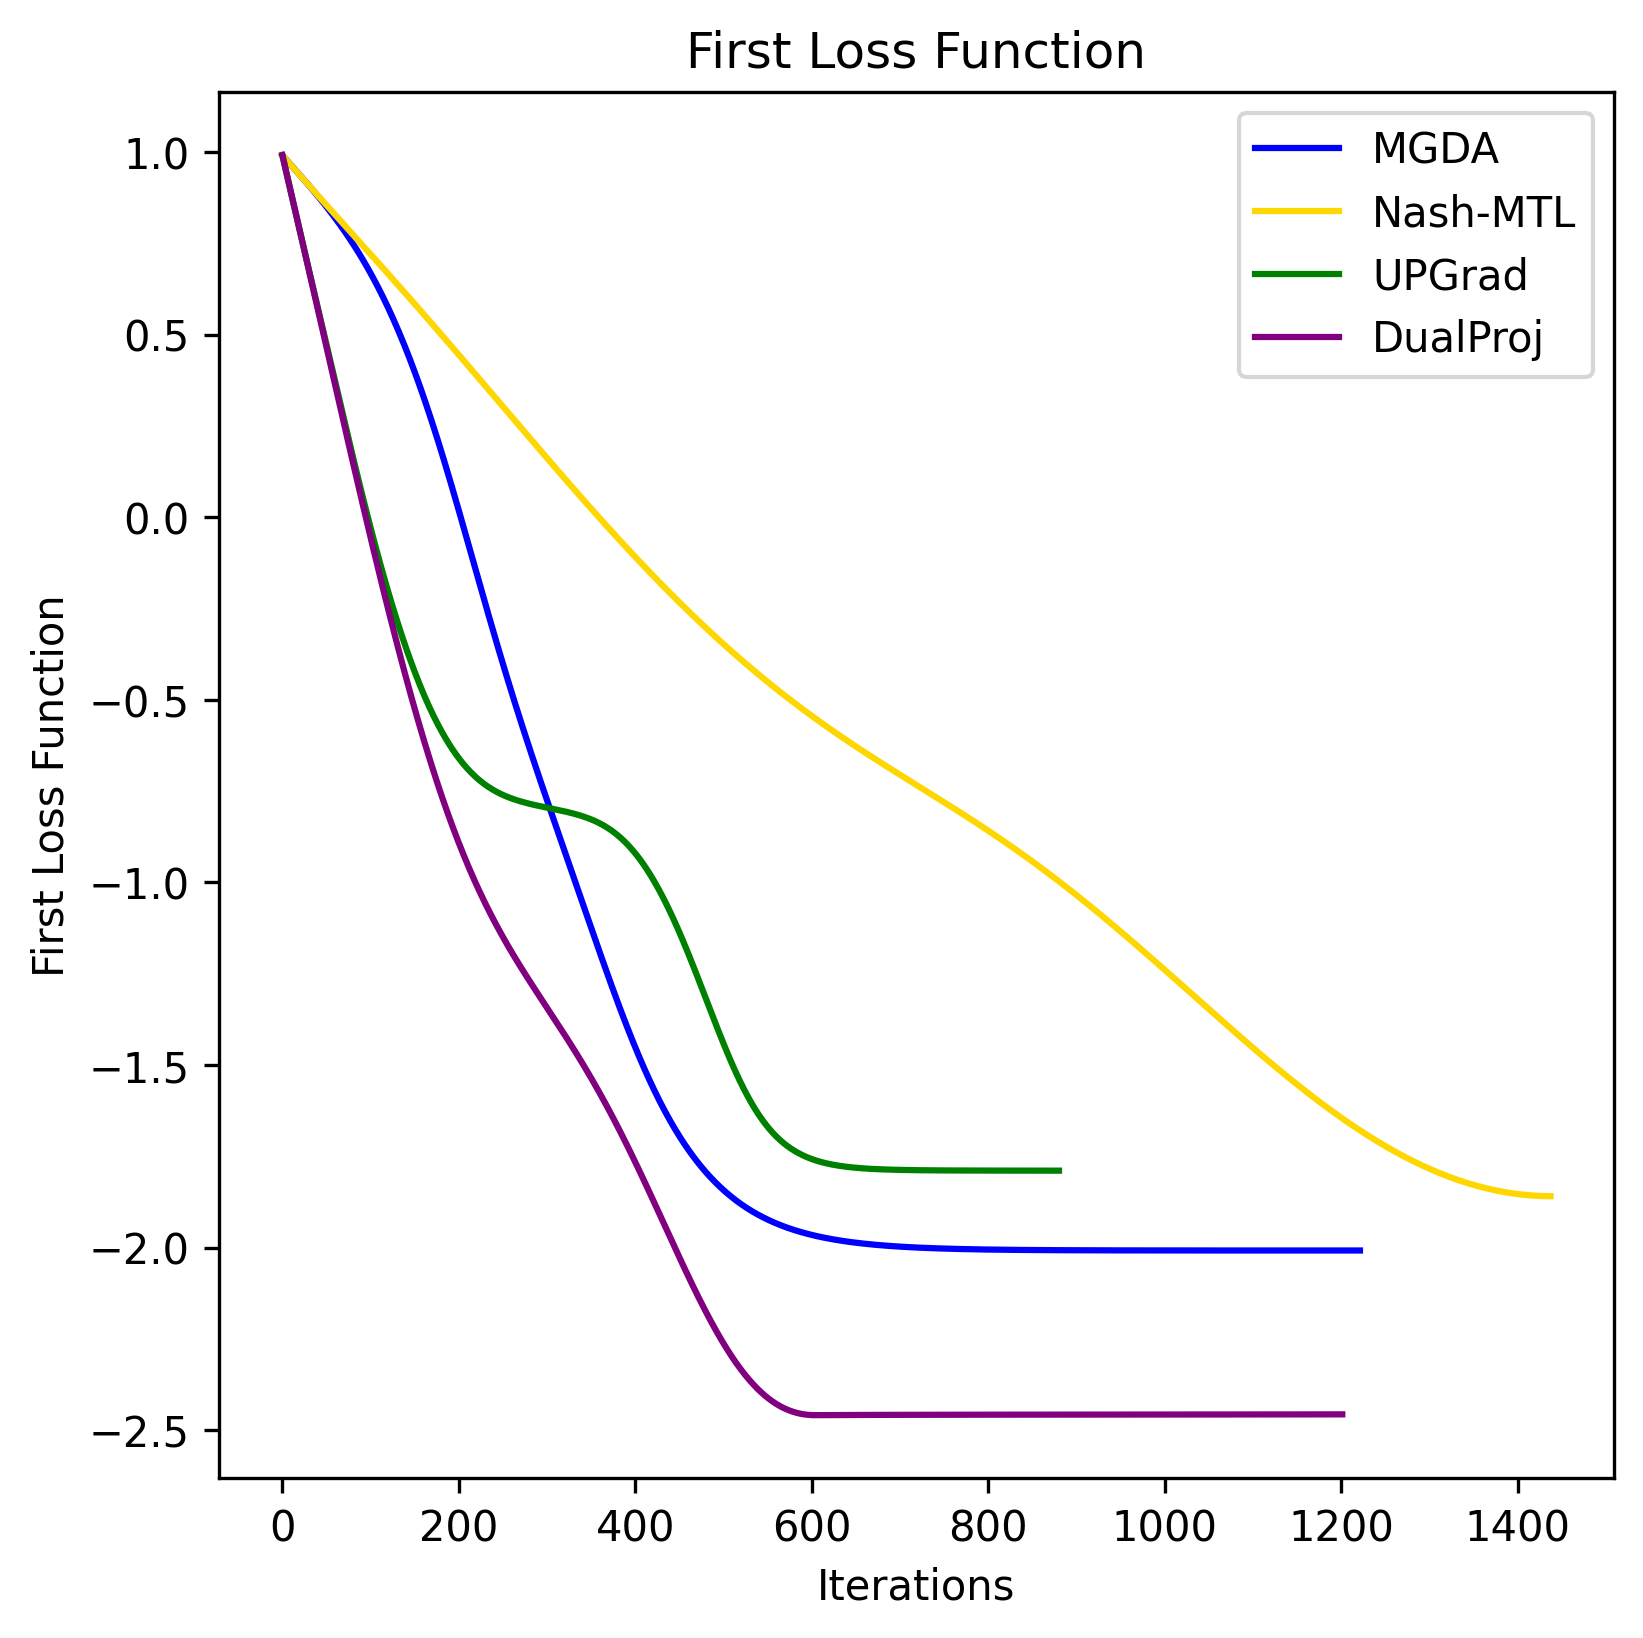 First Loss Function
MGDA
Nash-MTL
UPGrad
DualProj
First Loss Function
1.0
0.5
0.0
−0.5
−1.0
−1.5
−2.0
−2.5
0 200 400 600 800 1000 1200 1400
Iterations